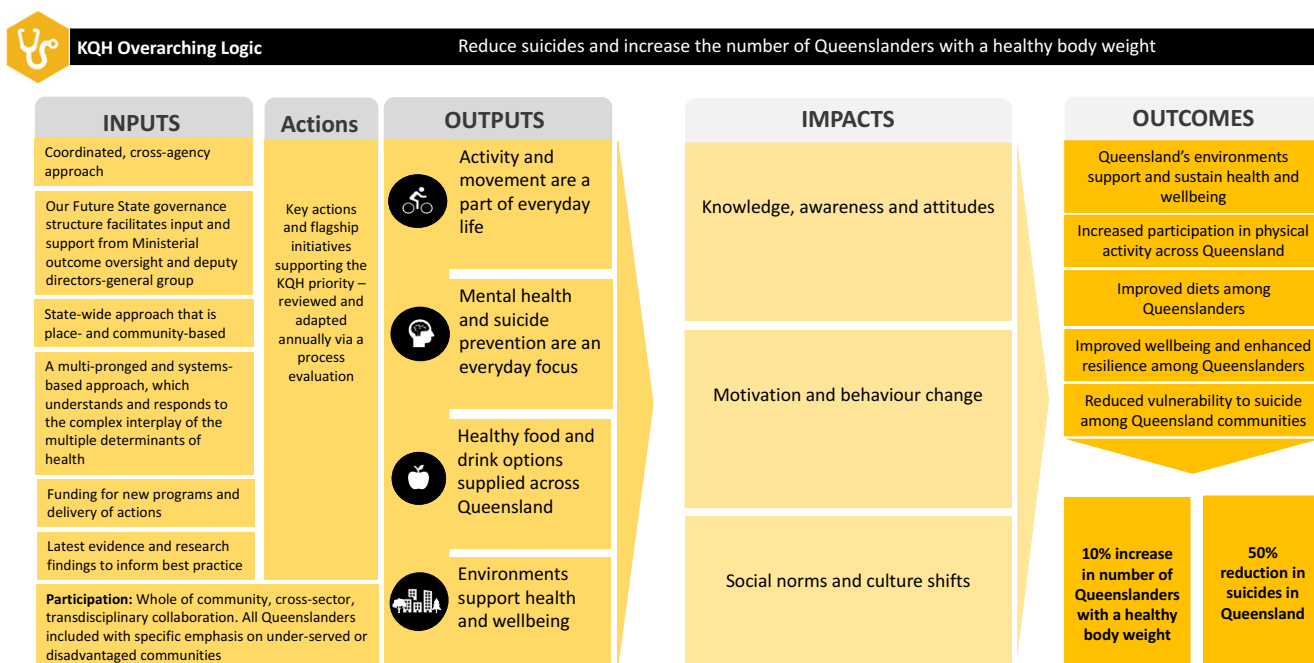 KQH Overarching Logic
Reduce suicides and increase the number of Queenslanders with a healthy body weight
INPUTS
Coordinated, cross-agency
approach
Our Future State governance
structure facilitates input and
support from Ministerial
outcome oversight and deputy
directors-general group
State-wide approach that is
place- and community-based
A multi-pronged and systems-
based approach, which
understands and responds to
the complex interplay of the
multiple determinants of
health
Funding for new programs and
delivery of actions
Latest evidence and research
findings to inform best practice
Actions
Key actions
and flagship
initiatives
supporting the
KQH priority –
reviewed and
adapted
annually via a
process
evaluation
Participation: Whole of community, cross-sector,
transdisciplinary collaboration. All Queenslanders
included with specific emphasis on under-served or
disadvantaged communities
OUTPUTS
Activity and
movement are a
part of everyday
life
Mental health
and suicide
prevention are an
everyday focus
Healthy food and
drink options
supplied across
Queensland
Environments
support health
and wellbeing
IMPACTS
Knowledge, awareness and attitudes
Motivation and behaviour change
Social norms and culture shifts
OUTCOMES
Queensland's environments
support and sustain health and
wellbeing
Increased participation in physical
activity across Queensland
Improved diets among
Queenslanders
Improved wellbeing and enhanced
resilience among Queenslanders
Reduced vulnerability to suicide
among Queensland communities
10% increase
in number of
Queenslanders
with a healthy
body weight
50%
reduction in
suicides in
Queensland